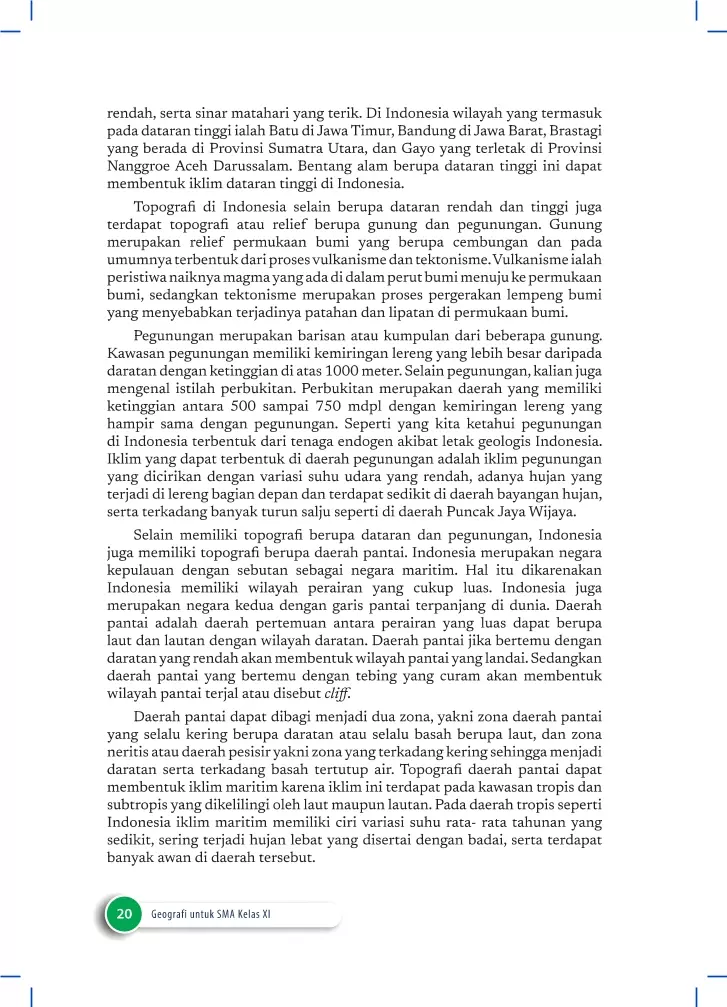 rendah, serta sinar matahari yang terik. Di Indonesia wilayah yang termasuk
pada dataran tinggi ialah Batu di Jawa Timur, Bandung di Jawa Barat, Brastagi
yang berada di Provinsi Sumatra Utara, dan Gayo yang terletak di Provinsi
Nanggroe Aceh Darussalam. Bentang alam berupa dataran tinggi ini dapat
membentuk iklim dataran tinggi di Indonesia.
Topografi di Indonesia selain berupa dataran rendah dan tinggi juga
terdapat topografi atau relief berupa gunung dan pegunungan. Gunung
merupakan relief permukaan bumi yang berupa cembungan dan pada
umumnya terbentuk dari proses vulkanisme dan tektonisme. Vulkanisme ialah
peristiwa naiknya magma yang ada di dalam perut bumi menuju ke permukaan
bumi, sedangkan tektonisme merupakan proses pergerakan lempeng bumi
yang menyebabkan terjadinya patahan dan lipatan di permukaan bumi.
Pegunungan merupakan barisan atau kumpulan dari beberapa gunung.
Kawasan pegunungan memiliki kemiringan lereng yang lebih besar daripada
daratan dengan ketinggian di atas 1000 meter. Selain pegunungan, kalian juga
mengenal istilah perbukitan. Perbukitan merupakan daerah yang memiliki
ketinggian antara 500 sampai 750 mdpl dengan kemiringan lereng yang
hampir sama dengan pegunungan. Seperti yang kita ketahui pegunungan
di Indonesia terbentuk dari tenaga endogen akibat letak geologis Indonesia.
Iklim yang dapat terbentuk di daerah pegunungan adalah iklim pegunungan
yang dicirikan dengan variasi suhu udara yang rendah, adanya hujan yang
terjadi di lereng bagian depan dan terdapat sedikit di daerah bayangan hujan,
serta terkadang banyak turun salju seperti di daerah Puncak Jaya Wijaya.
Selain memiliki topografi berupa dataran dan pegunungan, Indonesia
juga memiliki topografi berupa daerah pantai. Indonesia merupakan negara
kepulauan dengan sebutan sebagai negara maritim. Hal itu dikarenakan
Indonesia memiliki wilayah perairan yang cukup luas. Indonesia juga
merupakan negara kedua dengan garis pantai terpanjang di dunia. Daerah
pantai adalah daerah pertemuan antara perairan yang luas dapat berupa
laut dan lautan dengan wilayah daratan. Daerah pantai jika bertemu dengan
daratan yang rendah akan membentuk wilayah pantai yang landai. Sedangkan
daerah pantai yang bertemu dengan tebing yang curam akan membentuk
wilayah pantai terjal atau disebut cliff.
Daerah pantai dapat dibagi menjadi dua zona, yakni zona daerah pantai
yang selalu kering berupa daratan atau selalu basah berupa laut, dan zona
neritis atau daerah pesisir yakni zona yang terkadang kering sehingga menjadi
daratan serta terkadang basah tertutup air. Topografi daerah pantai dapat
membentuk iklim maritim karena iklim ini terdapat pada kawasan tropis dan
subtropis yang dikelilingi oleh laut maupun lautan. Pada daerah tropis seperti
Indonesia iklim maritim memiliki ciri variasi suhu rata- rata tahunan yang
sedikit, sering terjadi hujan lebat yang disertai dengan badai, serta terdapat
banyak awan di daerah tersebut.
20 Geografi untuk SMA Kelas XI